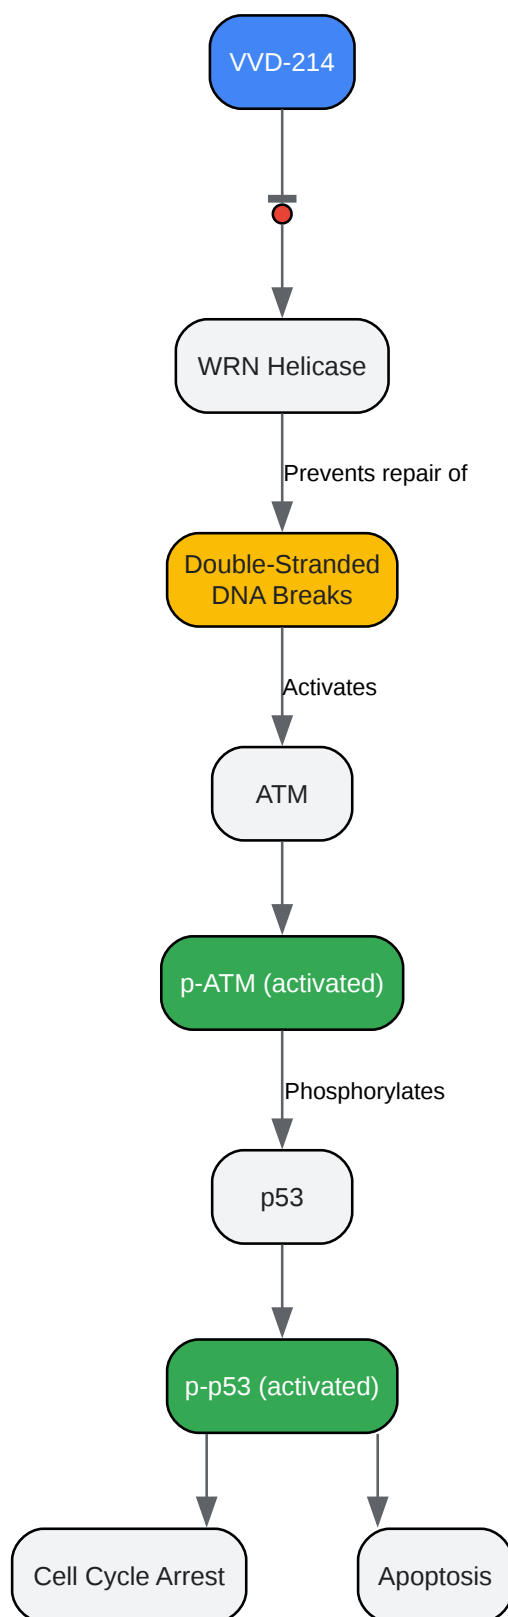 VVD-214
WRN Helicase
Prevents repair of
Double-Stranded
DNA Breaks
Activates
ATM
p-ATM (activated)
Phosphorylates
p53
p-p53 (activated)
Cell Cycle Arrest
Apoptosis